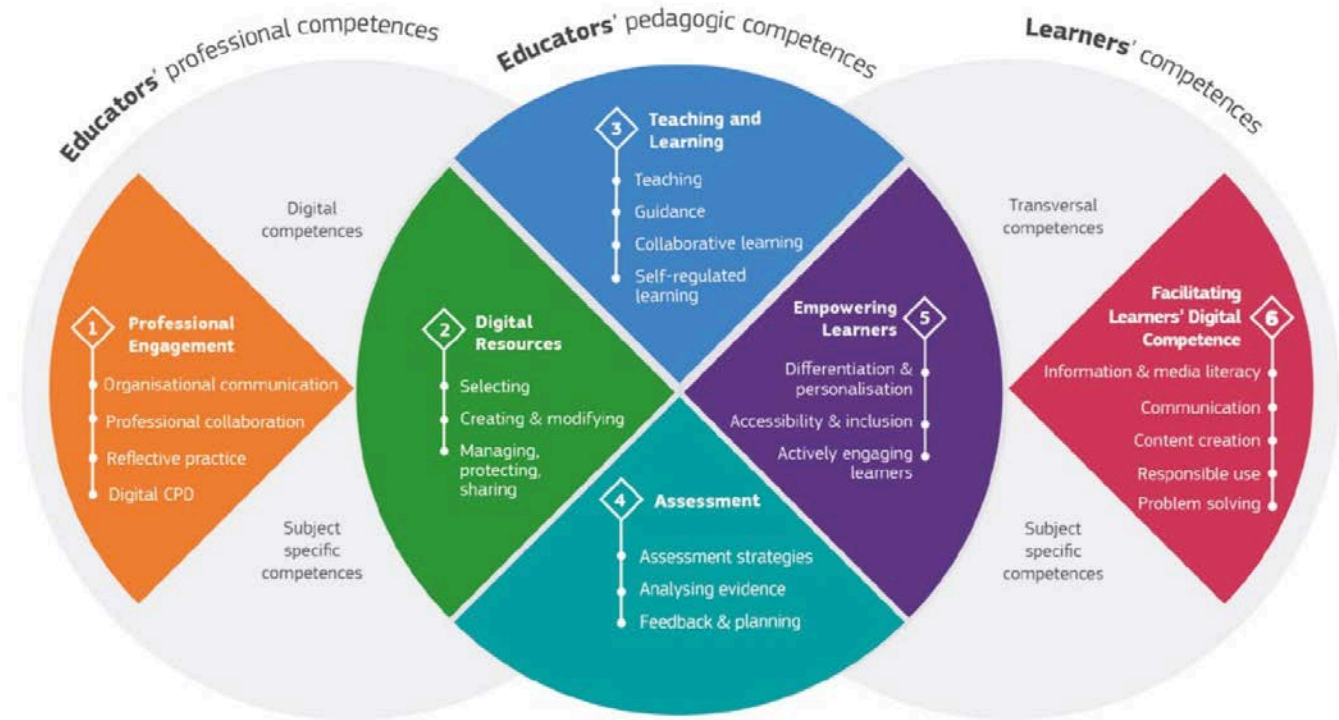 Educators' professional competences
Educators' pedagogic competences
Learners' competences
Digital
competences
Subject
specific
competences
Transversal
competences
Subject
specific
competences
1
Professional
Engagement
Organisational communication
Professional collaboration
Reflective practice
Digital CPD
2
Digital
Resources
Selecting
Creating & modifying
Managing,
protecting,
sharing
3
Teaching and
Learning
Teaching
Guidance
Collaborative learning
Self-regulated
learning
4
Assessment
Assessment strategies
Analysing evidence
Feedback & planning
5
Empowering
Learners
Differentiation &
personalisation
Accessibility & inclusion
Actively engaging
learners
6
Facilitating
Learners' Digital
Competence
Information & media literacy
Communication
Content creation
Responsible use
Problem solving